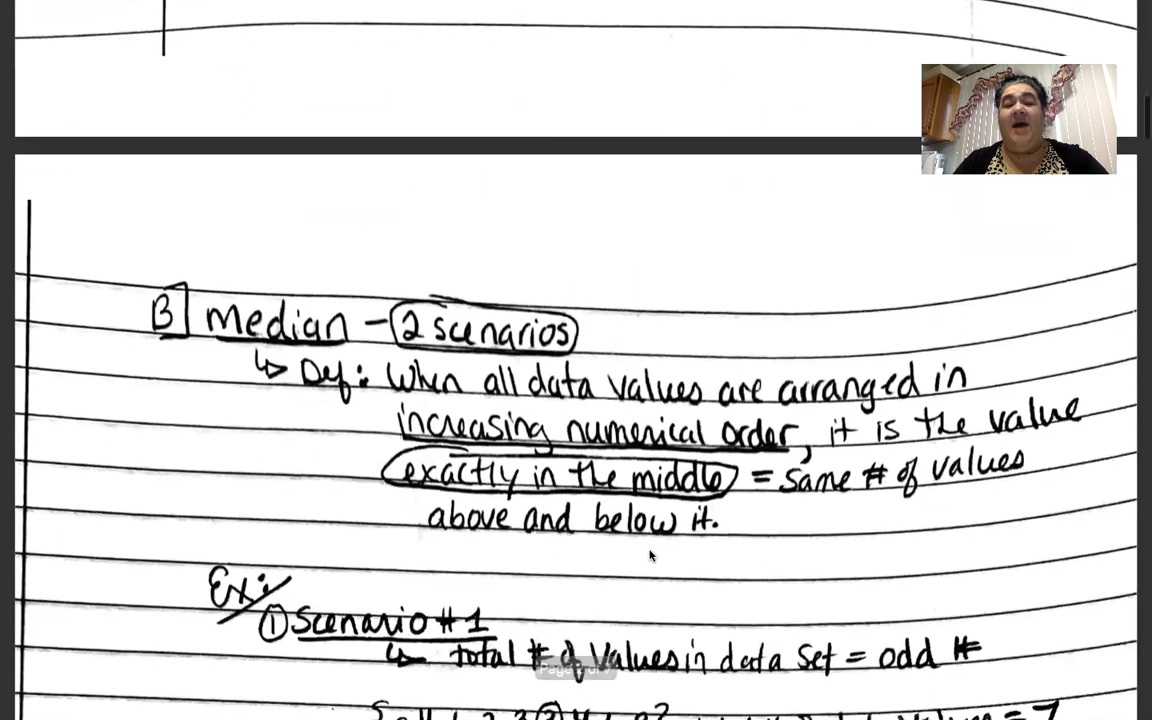 B] Median - 2 scenarios
↳ Def: When all data values are arranged in
increasing numerical order, it is the value
exactly in the middle = same # of values
above and below it.
Ex:
① Scenario #1
↳ total # of values in data set = odd #